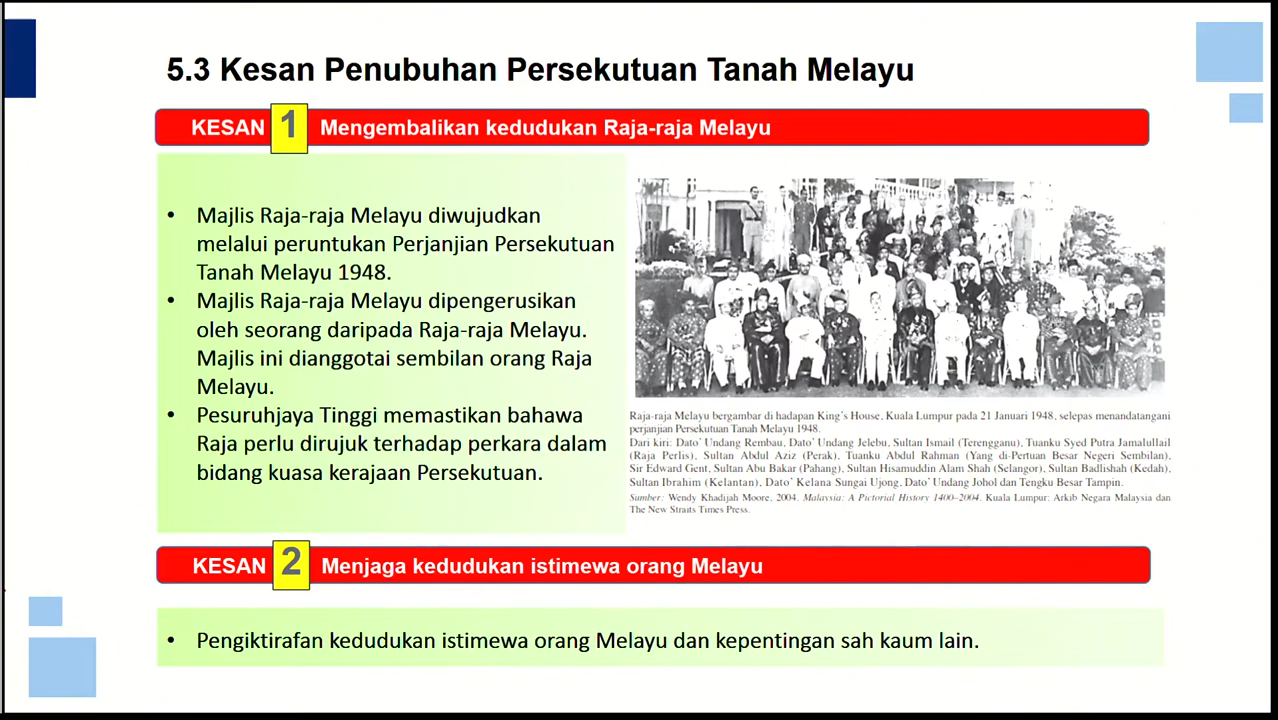 5.3 Kesan Penubuhan Persekutuan Tanah Melayu
KESAN 1 Mengembalikan kedudukan Raja-raja Melayu
• Majlis Raja-raja Melayu diwujudkan
melalui peruntukan Perjanjian Persekutuan
Tanah Melayu 1948.
• Majlis Raja-raja Melayu dipengerusikan
oleh seorang daripada Raja-raja Melayu.
Majlis ini dianggotai sembilan orang Raja
Melayu.
• Pesuruhjaya Tinggi memastikan bahawa
Raja perlu dirujuk terhadap perkara dalam
bidang kuasa kerajaan Persekutuan.
Raja-raja Melayu bergambar di hadapan King's House, Kuala Lumpur pada 21 Januari 1948, selepas menandatangani
perjanjian Persekutuan Tanah Melayu 1948.
Dari kiri: Dato' Undang Rembau, Dato' Undang Jelebu, Sultan Ismail (Terengganu), Tuanku Syed Putra Jamalullail
(Raja Perlis), Sultan Abdul Aziz (Perak), Tuanku Abdul Rahman (Yang di-Pertuan Besar Negeri Sembilan),
Sir Edward Gent, Sultan Abu Bakar (Pahang), Sultan Hisamuddin Alam Shah (Selangor), Sultan Badlishah (Kedah),
Sultan Ibrahim (Kelantan), Dato' Kelana Sungai Ujong, Dato' Undang Johol dan Tengku Besar Tampin.
Sumber: Wendy Khadijah Moore, 2004. Malaysia: A Pictorial History 1400–2004. Kuala Lumpur: Arkib Negara Malaysia dan
The New Straits Times Press.
KESAN 2 Menjaga kedudukan istimewa orang Melayu
• Pengiktirafan kedudukan istimewa orang Melayu dan kepentingan sah kaum lain.